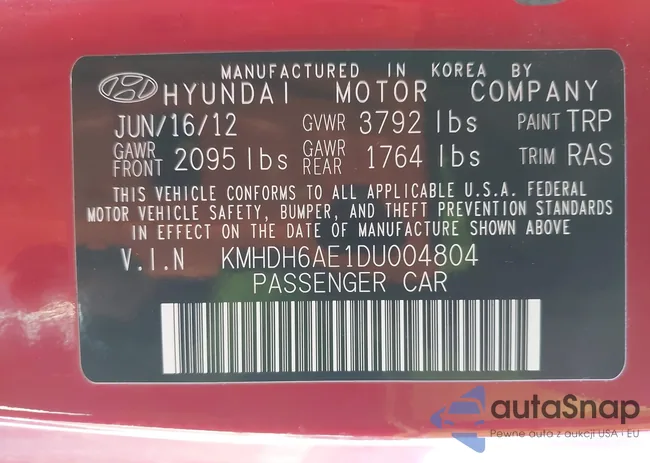 MANUFACTURED IN KOREA BY
HYUNDAI MOTOR COMPANY
JUN/16/12 GVWR 3792 lbs PAINT TRP
GAWR FRONT 2095 lbs GAWR REAR 1764 lbs TRIM RAS
THIS VEHICLE CONFORMS TO ALL APPLICABLE U.S.A. FEDERAL
MOTOR VEHICLE SAFETY, BUMPER, AND THEFT PREVENTION STANDARDS
IN EFFECT ON THE DATE OF MANUFACTURE SHOWN ABOVE
V.I.N KMHDH6AE1DU004804
PASSENGER CAR
autaSnap
Pewne auta z aukcji USA i EU